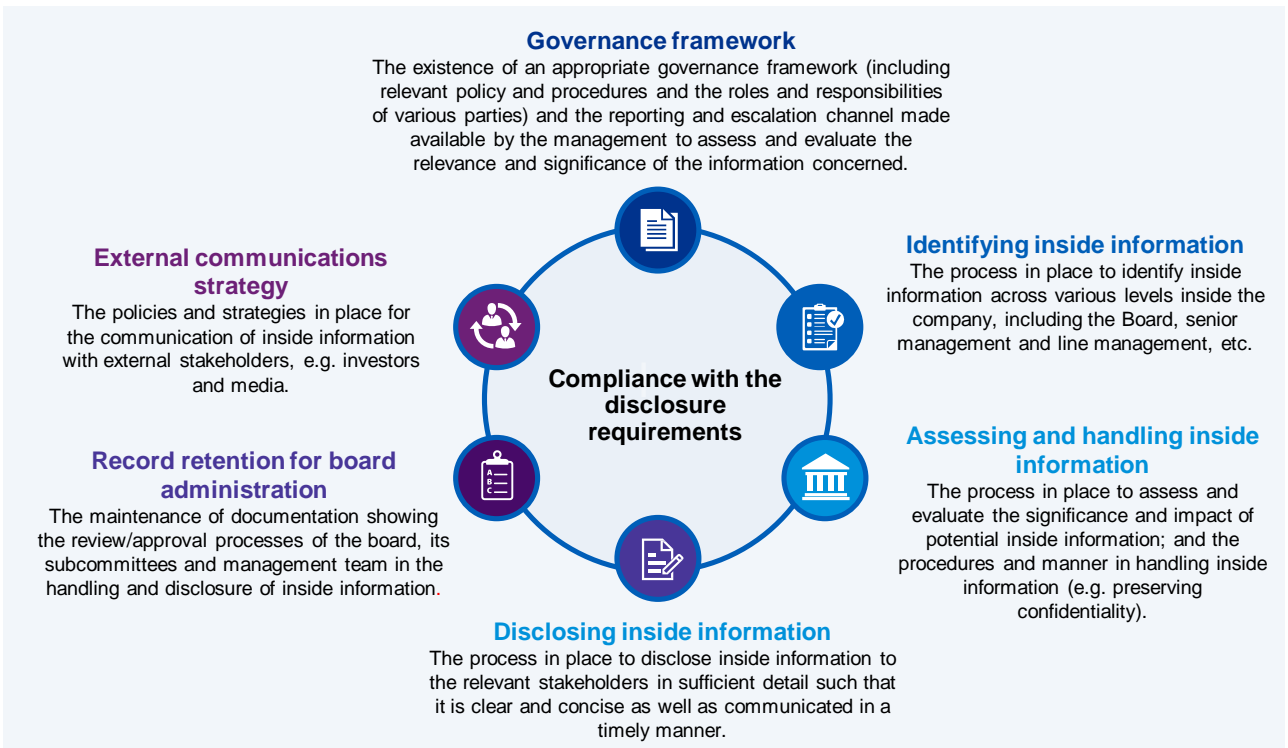 Governance framework
The existence of an appropriate governance framework (including
relevant policy and procedures and the roles and responsibilities
of various parties) and the reporting and escalation channel made
available by the management to assess and evaluate the
relevance and significance of the information concerned.
Identifying inside information
The process in place to identify inside
information across various levels inside the
company, including the Board, senior
management and line management, etc.
Assessing and handling inside
information
The process in place to assess and
evaluate the significance and impact of
potential inside information; and the
procedures and manner in handling inside
information (e.g. preserving
confidentiality).
Disclosing inside information
The process in place to disclose inside information to
the relevant stakeholders in sufficient detail such that
it is clear and concise as well as communicated in a
timely manner.
Record retention for board
administration
The maintenance of documentation showing
the review/approval processes of the board, its
subcommittees and management team in the
handling and disclosure of inside information.
External communications
strategy
The policies and strategies in place for
the communication of inside information
with external stakeholders, e.g. investors
and media.
Compliance with the
disclosure
requirements
A
B
C